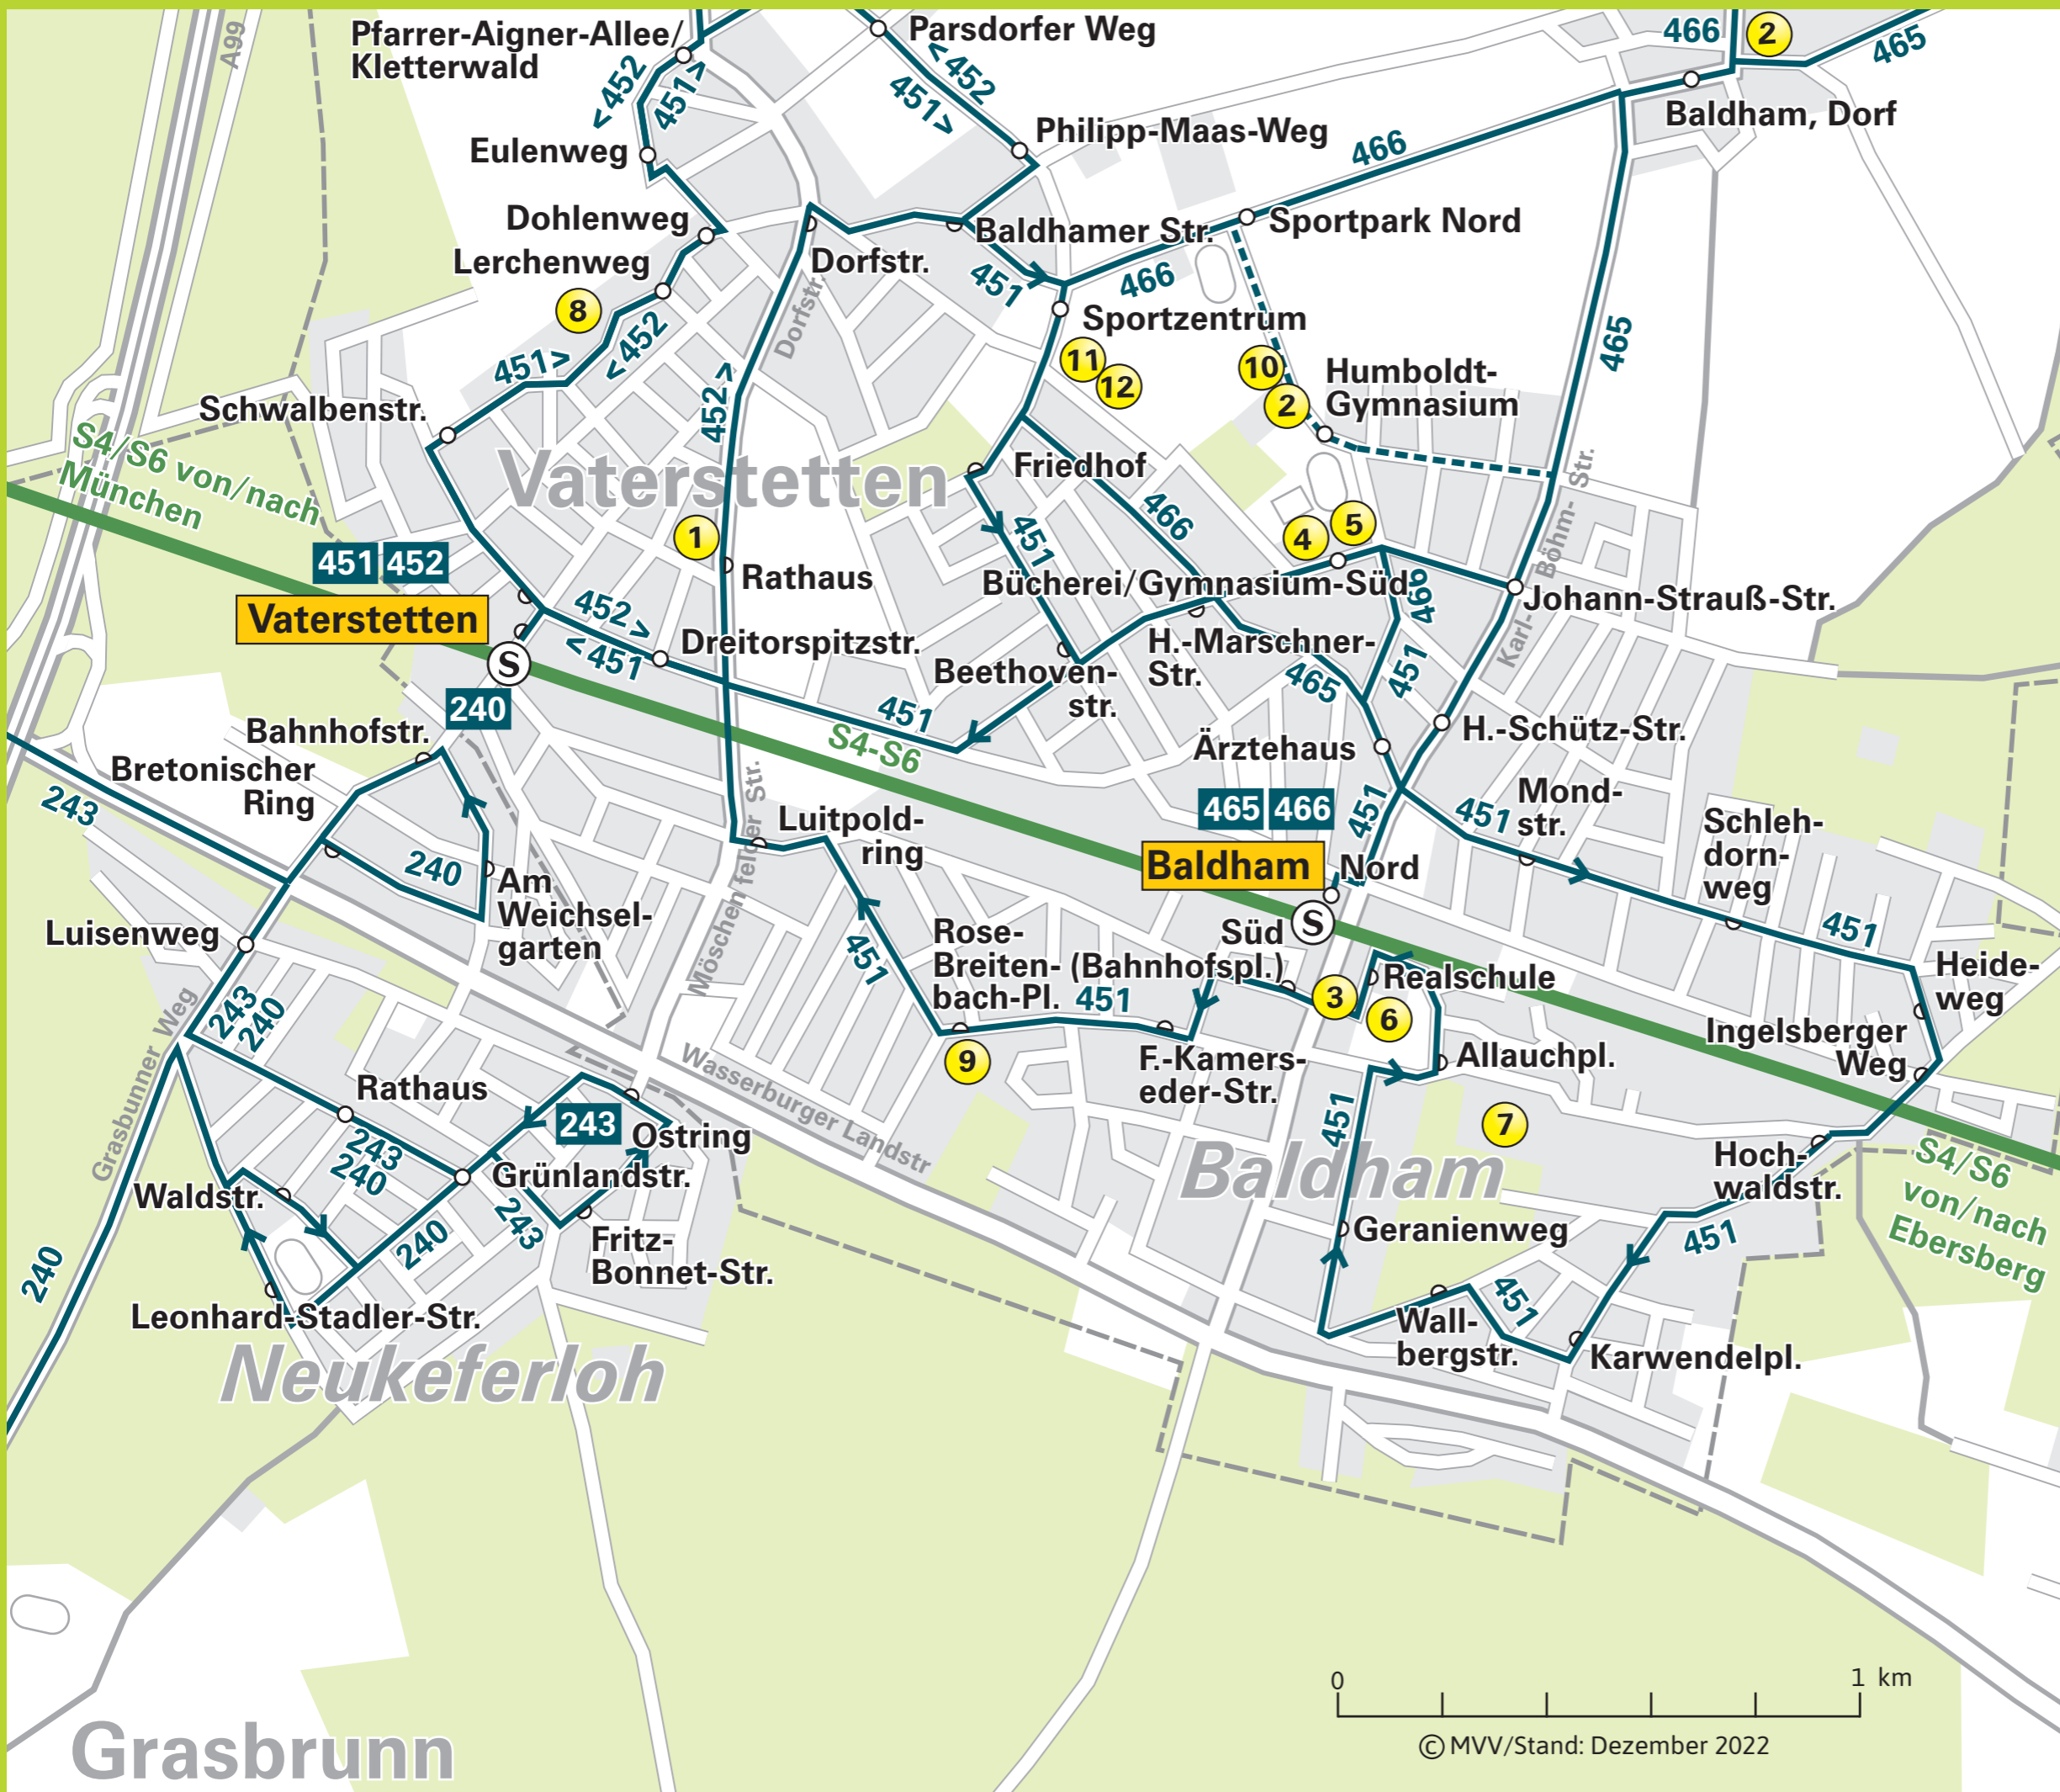 A99
Pfarrer-Aigner-Allee/
Kletterwald
<452
451>
Parsdorfer Weg
<452
451>
466
2
465
Baldham, Dorf
Eulenweg
Philipp-Maas-Weg
466
Dohlenweg
Lerchenweg
Baldhamer Str.
Sportpark Nord
Dorfstr.
Dorfstr.
451
466
8
451>
<452
Sportzentrum
11
12
10
2
Humboldt-
Gymnasium
465
452>
Schwalbenstr.
S4/S6 von/nach
München
Vaterstetten
Friedhof
466
451
4
5
Karl-Böhm-Str.
1
451
452
Vaterstetten
S
240
Rathaus
Bücherei/Gymnasium-Süd
466
Johann-Strauß-Str.
452>
<451
Dreitorspitzstr.
H.-Marschner-
Str.
Beethoven-
str.
465
451
451
S4-S6
H.-Schütz-Str.
Ärztehaus
Bahnhofstr.
Bretonischer
Ring
243
240
Am
Weichsel-
garten
Luitpold-
ring
Möschenfelder Str.
465
466
451
Baldham
Nord
S
Süd
(Bahnhofspl.)
451
Mond-
str.
Schleh-
dorn-
weg
451
Heide-
weg
Ingelsberger
Weg
Luisenweg
243
240
Grasbrunner Weg
451
Rose-
Breiten-
bach-Pl.
451
3
Realschule
6
9
F.-Kamers-
eder-Str.
Allauchpl.
7
Wasserburger Landstr
Rathaus
243
Ostring
243
240
Grünlandstr.
Waldstr.
240
243
Fritz-
Bonnet-Str.
240
Leonhard-Stadler-Str.
Neukeferloh
451
Baldham
Geranienweg
Hoch-
waldstr.
451
S4/S6
von/nach
Ebersberg
Wall-
bergstr.
451
Karwendelpl.
Grasbrunn
0
1 km
© MVV/Stand: Dezember 2022